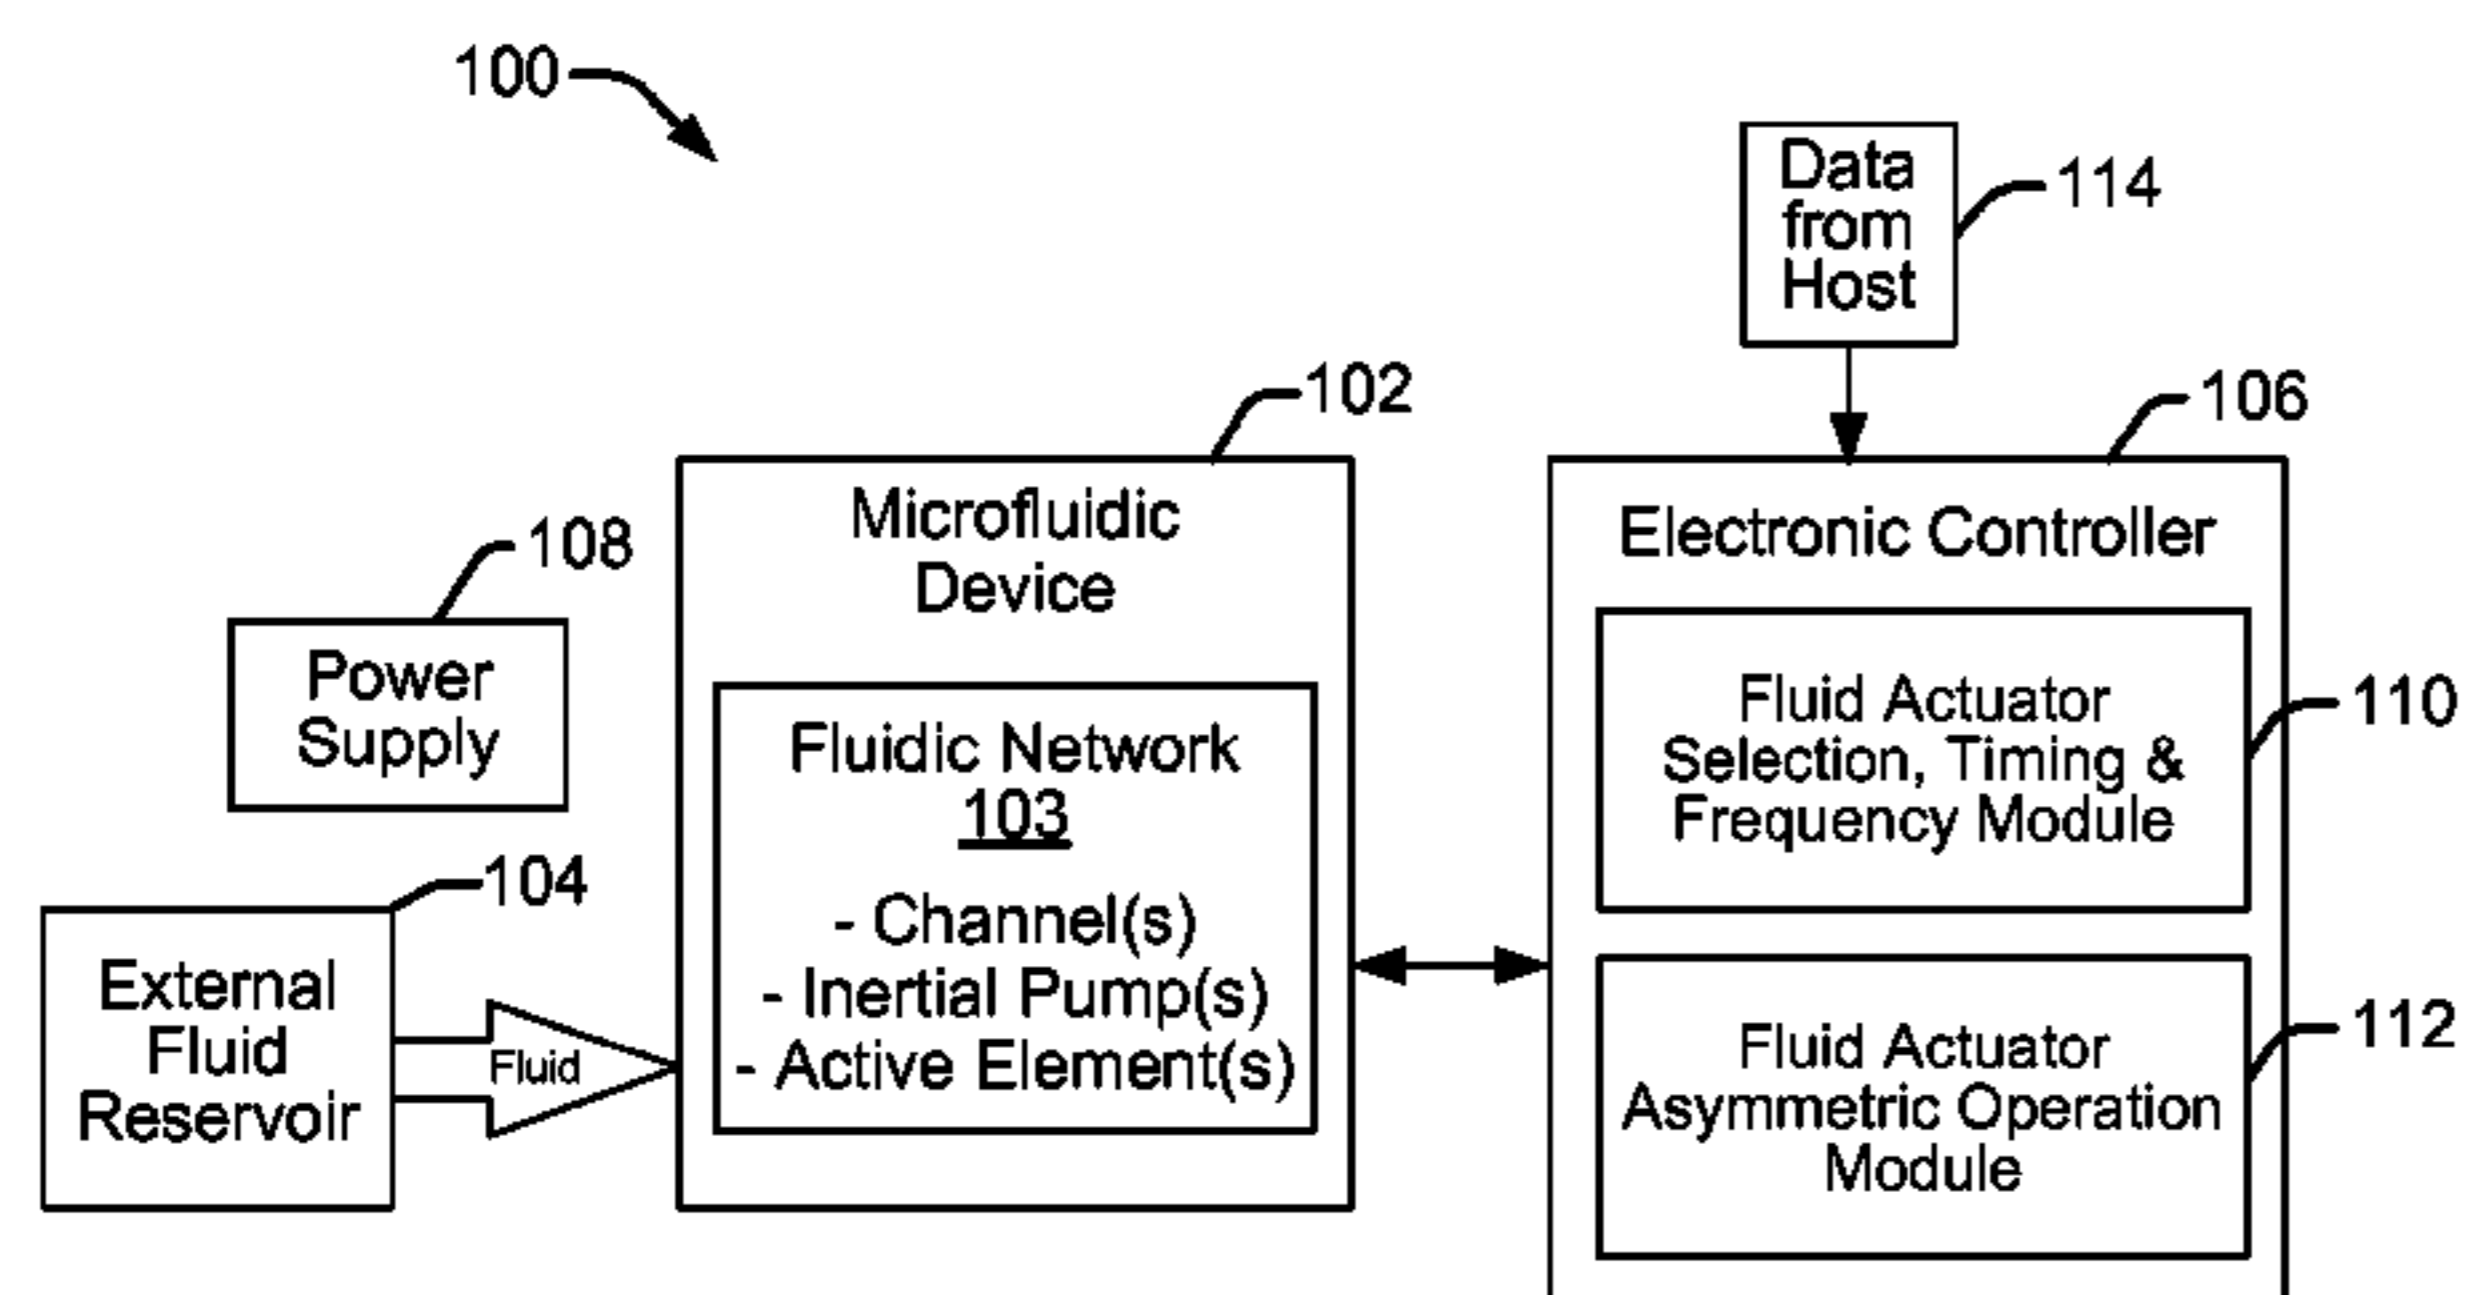 100
Data
from
Host
114
102
106
Microfluidic
Device
Electronic Controller
108
Power
Supply
Fluidic Network
103
- Channel(s)
- Inertial Pump(s)
- Active Element(s)
Fluid Actuator
Selection, Timing &
Frequency Module
110
104
External
Fluid
Reservoir
Fluid
Fluid Actuator
Asymmetric Operation
Module
112